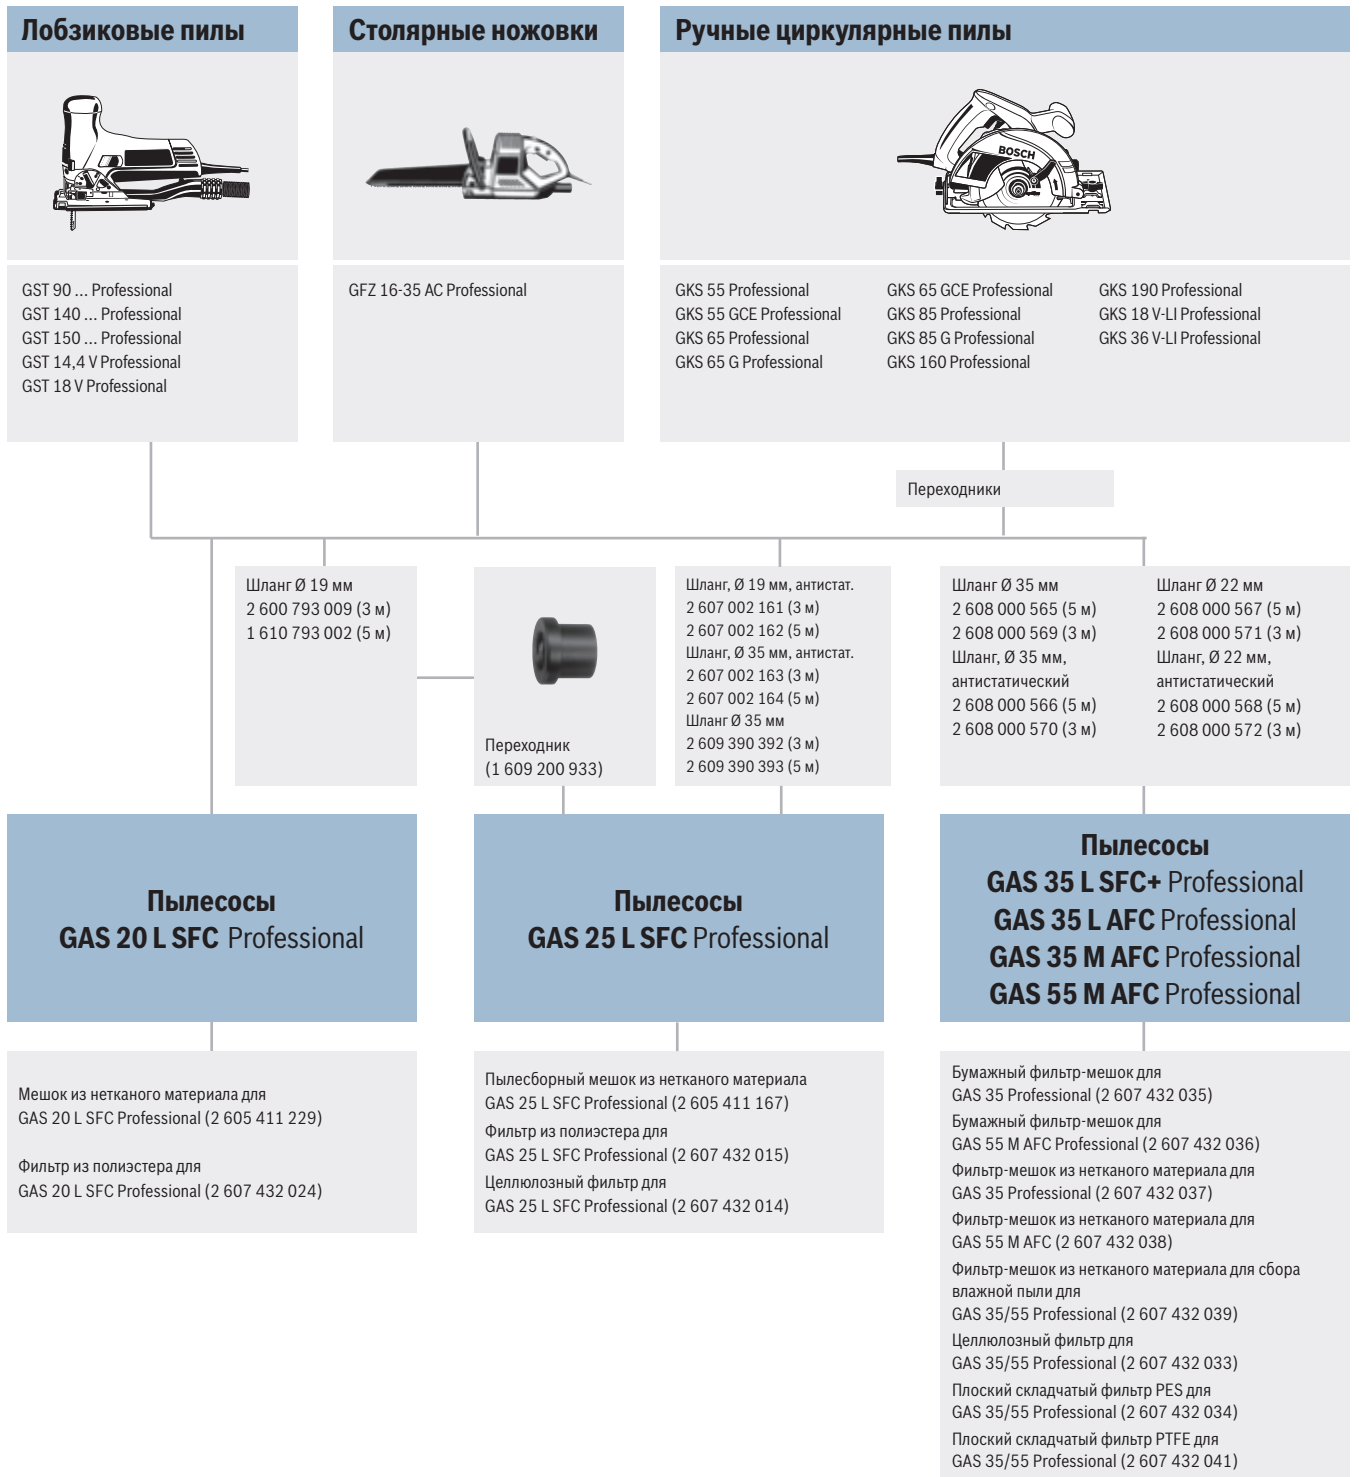 Лобзиковые пилы
Столярные ножовки
Ручные циркулярные пилы
BOSCH
GST 90 ... Professional
GST 140 ... Professional
GST 150 ... Professional
GST 14,4 V Professional
GST 18 V Professional
GFZ 16-35 AC Professional
GKS 55 Professional
GKS 55 GCE Professional
GKS 65 Professional
GKS 65 G Professional
GKS 65 GCE Professional
GKS 85 Professional
GKS 85 G Professional
GKS 160 Professional
GKS 190 Professional
GKS 18 V-LI Professional
GKS 36 V-LI Professional
Переходники
Шланг Ø 19 мм
2 600 793 009 (3 м)
1 610 793 002 (5 м)
Переходник
(1 609 200 933)
Шланг, Ø 19 мм, антистат.
2 607 002 161 (3 м)
2 607 002 162 (5 м)
Шланг, Ø 35 мм, антистат.
2 607 002 163 (3 м)
2 607 002 164 (5 м)
Шланг Ø 35 мм
2 609 390 392 (3 м)
2 609 390 393 (5 м)
Шланг Ø 35 мм
2 608 000 565 (5 м)
2 608 000 569 (3 м)
Шланг, Ø 35 мм,
антистатический
2 608 000 566 (5 м)
2 608 000 570 (3 м)
Шланг Ø 22 мм
2 608 000 567 (5 м)
2 608 000 571 (3 м)
Шланг, Ø 22 мм,
антистатический
2 608 000 568 (5 м)
2 608 000 572 (3 м)
Пылесосы
GAS 20 L SFC Professional
Пылесосы
GAS 25 L SFC Professional
Пылесосы
GAS 35 L SFC+ Professional
GAS 35 L AFC Professional
GAS 35 M AFC Professional
GAS 55 M AFC Professional
Мешок из нетканого материала для
GAS 20 L SFC Professional (2 605 411 229)
Фильтр из полиэстера для
GAS 20 L SFC Professional (2 607 432 024)
Пылесборный мешок из нетканого материала
GAS 25 L SFC Professional (2 605 411 167)
Фильтр из полиэстера для
GAS 25 L SFC Professional (2 607 432 015)
Целлюлозный фильтр для
GAS 25 L SFC Professional (2 607 432 014)
Бумажный фильтр-мешок для
GAS 35 Professional (2 607 432 035)
Бумажный фильтр-мешок для
GAS 55 M AFC Professional (2 607 432 036)
Фильтр-мешок из нетканого материала для
GAS 35 Professional (2 607 432 037)
Фильтр-мешок из нетканого материала для
GAS 55 M AFC (2 607 432 038)
Фильтр-мешок из нетканого материала для сбора
влажной пыли для
GAS 35/55 Professional (2 607 432 039)
Целлюлозный фильтр для
GAS 35/55 Professional (2 607 432 033)
Плоский складчатый фильтр PES для
GAS 35/55 Professional (2 607 432 034)
Плоский складчатый фильтр PTFE для
GAS 35/55 Professional (2 607 432 041)